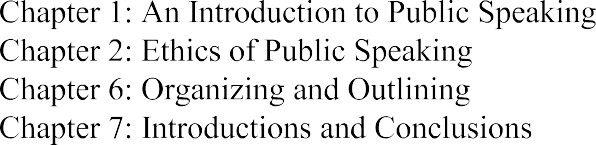 Chapter 1: An Introduction to Public Speaking
Chapter 2: Ethics of Public Speaking
Chapter 6: Organizing and Outlining
Chapter 7: Introductions and Conclusions